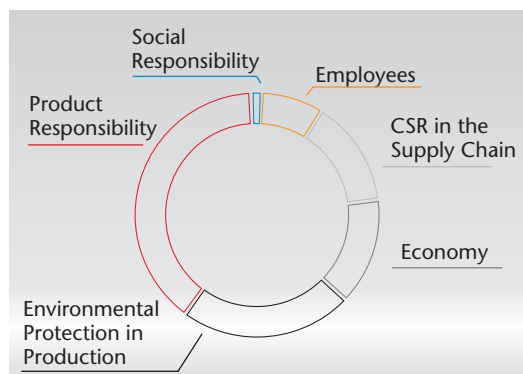 Social
Responsibility
Employees
Product
Responsibility
CSR in the
Supply Chain
Economy
Environmental
Protection in
Production